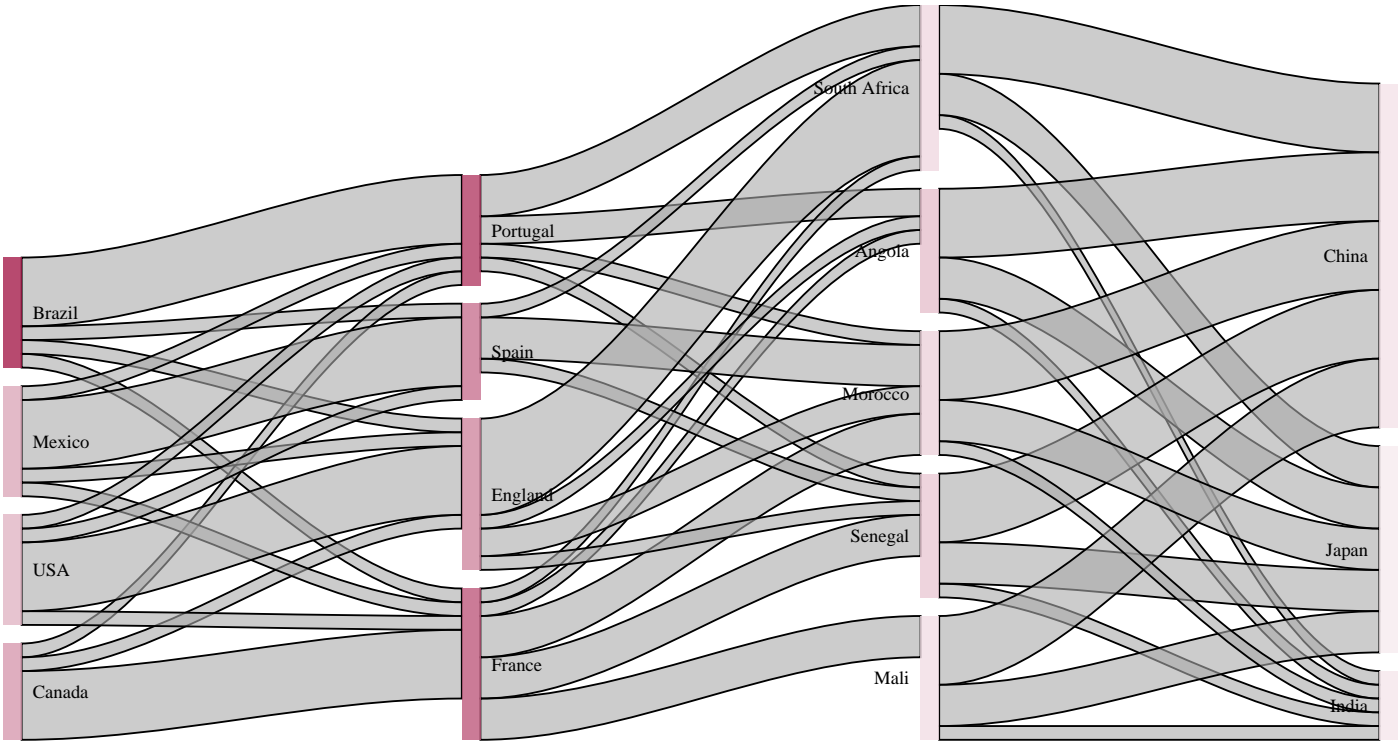 Brazil
Mexico
USA
Canada
Portugal
Spain
England
France
South Africa
Angola
Morocco
Senegal
Mali
China
Japan
India